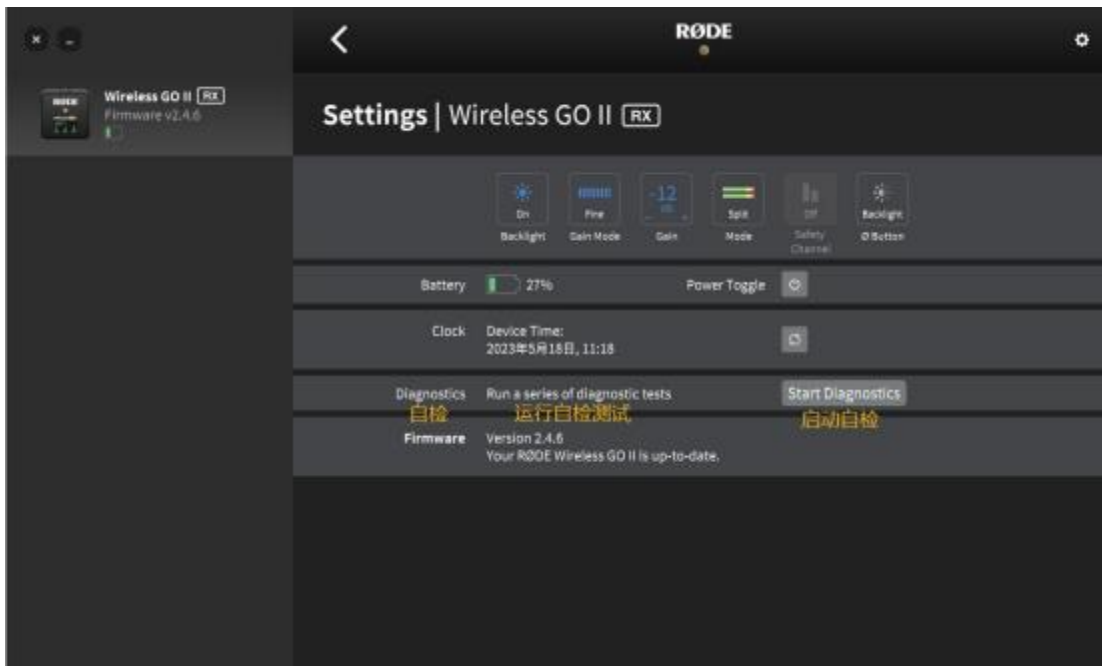 RØDE
Wireless GO II RX
Firmware v2.4.6
Settings | Wireless GO II RX
On
Fine
-12
dB
Split
Off
Backlight
Backlight
Gain Mode
Gain
Mode
Safety Channel
Ø Button
Battery 27% Power Toggle
Clock Device Time:
2023年5月18日, 11:18
Diagnostics Run a series of diagnostic tests Start Diagnostics
自检 运行自检测试 启动自检
Firmware Version 2.4.6
Your RØDE Wireless GO II is up-to-date.